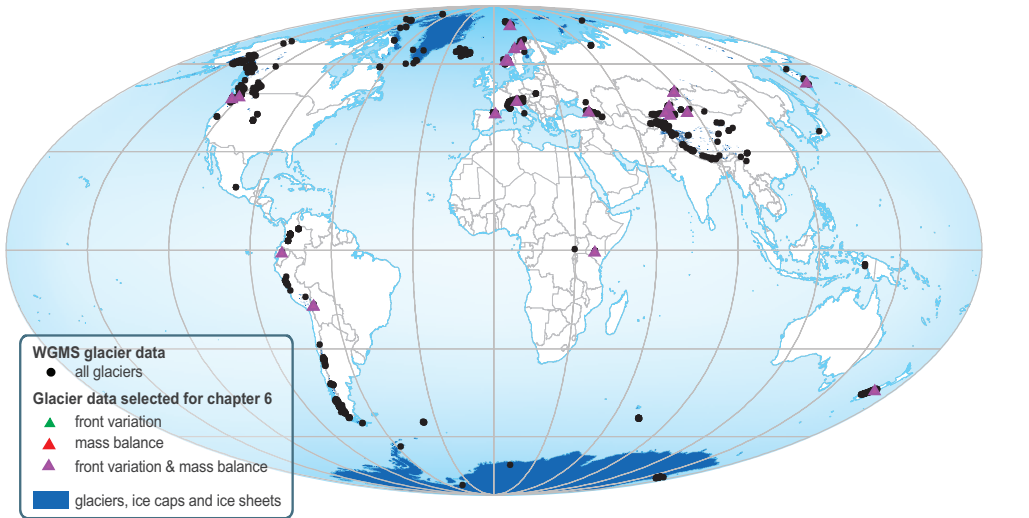 WGMS glacier data
all glaciers
Glacier data selected for chapter 6
front variation
mass balance
front variation & mass balance
glaciers, ice caps and ice sheets